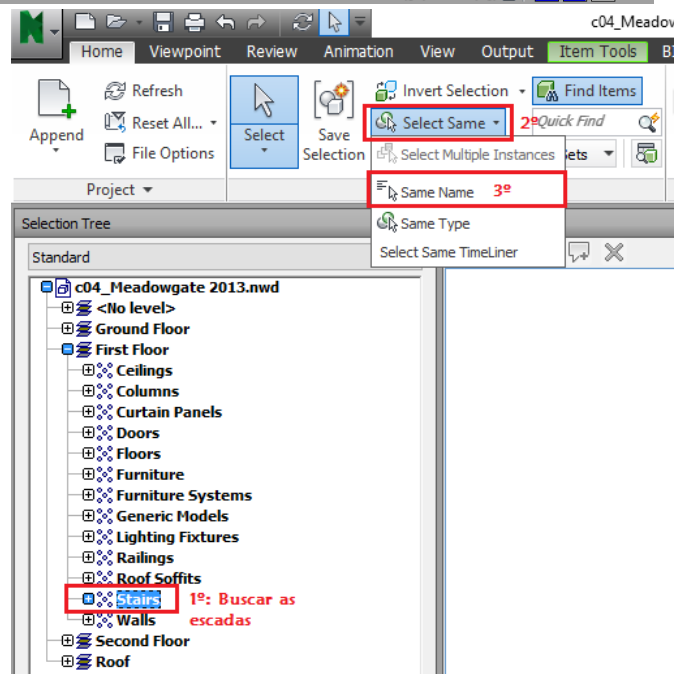 c04_Meadow
Home Viewpoint Review Animation View Output Item Tools B
Append
Refresh
Reset All...
File Options
Project
Select
Save
Selection
Invert Selection
Find Items
Select Same 2º
Quick Find
Select Multiple Instances
ets
Same Name 3º
Same Type
Select Same TimeLiner
Selection Tree
Standard
c04_Meadowgate 2013.nwd
<No level>
Ground Floor
First Floor
Ceilings
Columns
Curtain Panels
Doors
Floors
Furniture
Furniture Systems
Generic Models
Lighting Fixtures
Railings
Roof Soffits
Stairs 1º: Buscar as
Walls escadas
Second Floor
Roof